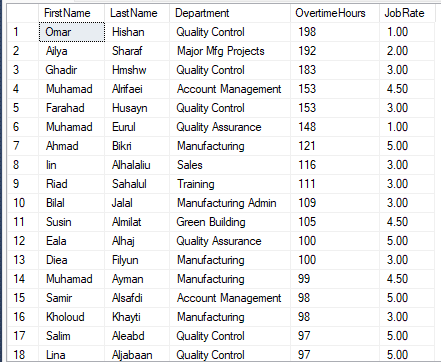 FirstName LastName Department OvertimeHours JobRate
1 Omar Hishan Quality Control 198 1.00
2 Ailya Sharaf Major Mfg Projects 192 2.00
3 Ghadir Hmshw Quality Control 183 3.00
4 Muhamad Alrifaei Account Management 153 4.50
5 Farahad Husayn Quality Control 153 3.00
6 Muhamad Eurul Quality Assurance 148 1.00
7 Ahmad Bikri Manufacturing 121 5.00
8 lin Alhalaliu Sales 116 3.00
9 Riad Sahalul Training 111 3.00
10 Bilal Jalal Manufacturing Admin 109 3.00
11 Susin Almilat Green Building 105 4.50
12 Eala Alhaj Quality Assurance 100 5.00
13 Diea Filyun Manufacturing 100 3.00
14 Muhamad Ayman Manufacturing 99 4.50
15 Samir Alsafdi Account Management 98 5.00
16 Kholoud Khayti Manufacturing 98 3.00
17 Salim Aleabd Quality Control 97 5.00
18 Lina Aljabaan Quality Control 97 5.00